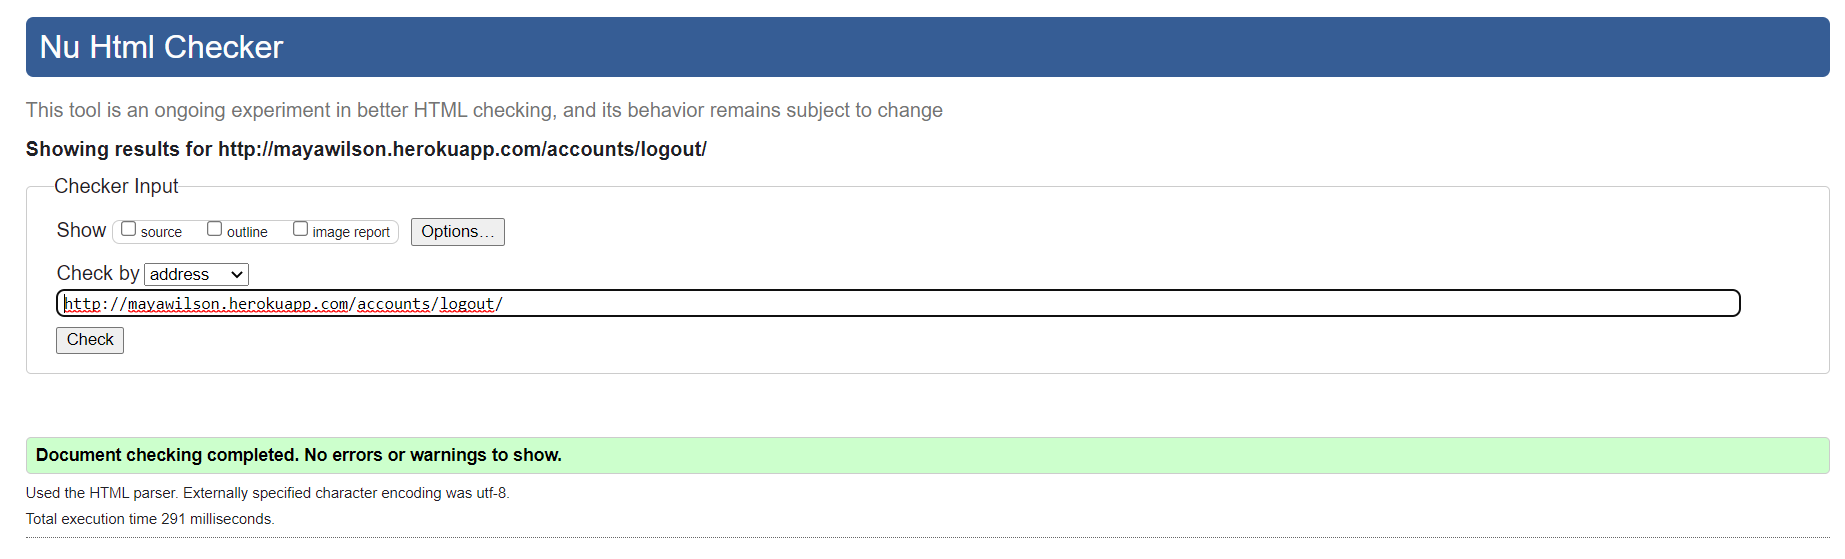 Nu Html Checker
This tool is an ongoing experiment in better HTML checking, and its behavior remains subject to change
Showing results for http://mayawilson.herokuapp.com/accounts/logout/
Checker Input
Show source outline image report Options...
Check by address
http://mayawilson.herokuapp.com/accounts/logout/
Check
Document checking completed. No errors or warnings to show.
Used the HTML parser. Externally specified character encoding was utf-8.
Total execution time 291 milliseconds.